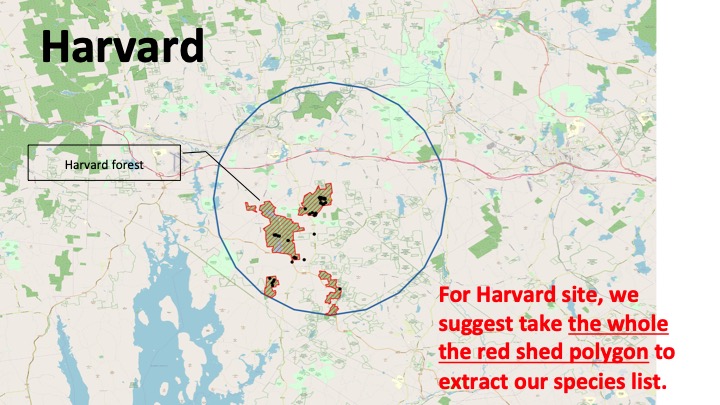 Harvard
Harvard forest
For Harvard site, we
suggest take the whole
the red shed polygon to
extract our species list.